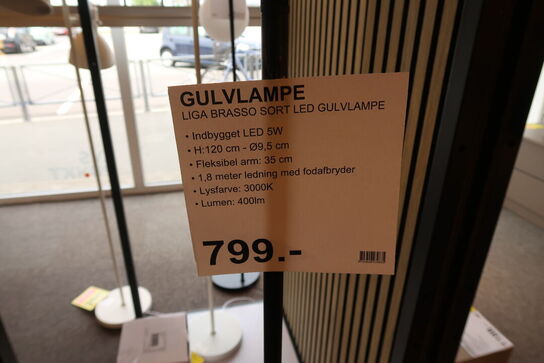 GULVLAMPE
LIGA BRASSO SORT LED GULVLAMPE
• Indbygget LED 5W
• H:120 cm - Ø9,5 cm
• Fleksibel arm: 35 cm
• 1,8 meter ledning med fodafbryder
• Lysfarve: 3000K
• Lumen: 400lm
799.-